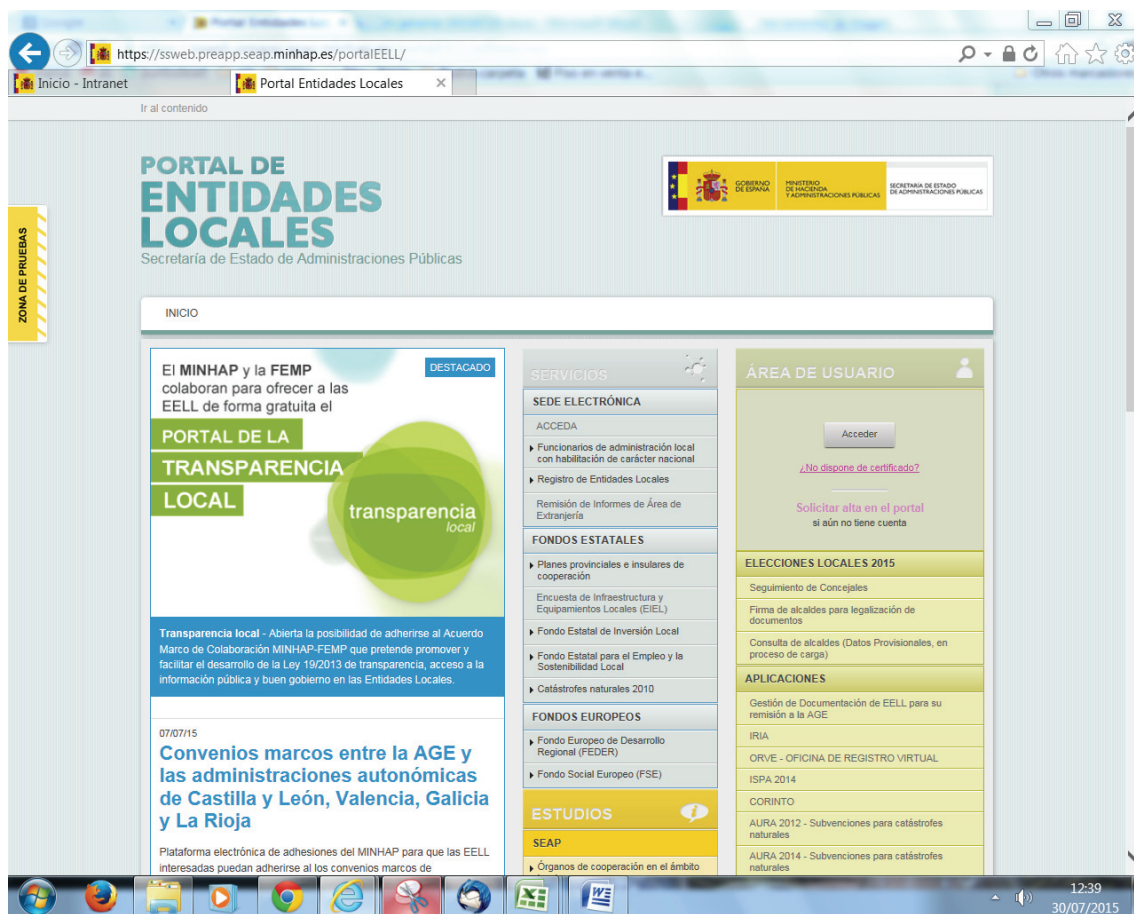 https://ssweb.preapp.seap.minhap.es/portalEELL/
Inicio - Intranet
Portal Entidades Locales
Ir al contenido
PORTAL DE
ENTIDADES
LOCALES
Secretaría de Estado de Administraciones Públicas
GOBIERNO
DE ESPAÑA
MINISTERIO
DE HACIENDA
Y ADMINISTRACIONES PÚBLICAS
SECRETARÍA DE ESTADO
DE ADMINISTRACIONES PÚBLICAS
ZONA DE PRUEBAS
INICIO
El MINHAP y la FEMP
colaboran para ofrecer a las
EELL de forma gratuita el
DESTACADO
PORTAL DE LA
TRANSPARENCIA
LOCAL
transparencia
local
Transparencia local - Abierta la posibilidad de adherirse al Acuerdo
Marco de Colaboración MINHAP-FEMP que pretende promover y
facilitar el desarrollo de la Ley 19/2013 de transparencia, acceso a la
información pública y buen gobierno en las Entidades Locales.
07/07/15
Convenios marcos entre la AGE y
las administraciones autonómicas
de Castilla y León, Valencia, Galicia
y La Rioja
Plataforma electrónica de adhesiones del MINHAP para que las EELL
interesadas puedan adherirse al los convenios marcos de
SERVICIOS
SEDE ELECTRÓNICA
ACCEDA
Funcionarios de administración local
con habilitación de carácter nacional
Registro de Entidades Locales
Remisión de Informes de Área de
Extranjería
FONDOS ESTATALES
Planes provinciales e insulares de
cooperación
Encuesta de Infraestructura y
Equipamientos Locales (EIEL)
Fondo Estatal de Inversión Local
Fondo Estatal para el Empleo y la
Sostenibilidad Local
Catástrofes naturales 2010
FONDOS EUROPEOS
Fondo Europeo de Desarrollo
Regional (FEDER)
Fondo Social Europeo (FSE)
ESTUDIOS
SEAP
Órganos de cooperación en el ámbito
ÁREA DE USUARIO
Acceder
¿No dispone de certificado?
Solicitar alta en el portal
si aún no tiene cuenta
ELECCIONES LOCALES 2015
Seguimiento de Concejales
Firma de alcaldes para legalización de
documentos
Consulta de alcaldes (Datos Provisionales, en
proceso de carga)
APLICACIONES
Gestión de Documentación de EELL para su
remisión a la AGE
IRIA
ORVE - OFICINA DE REGISTRO VIRTUAL
ISPA 2014
CORINTO
AURA 2012 - Subvenciones para catástrofes
naturales
AURA 2014 - Subvenciones para catástrofes
naturales
12:39
30/07/2015